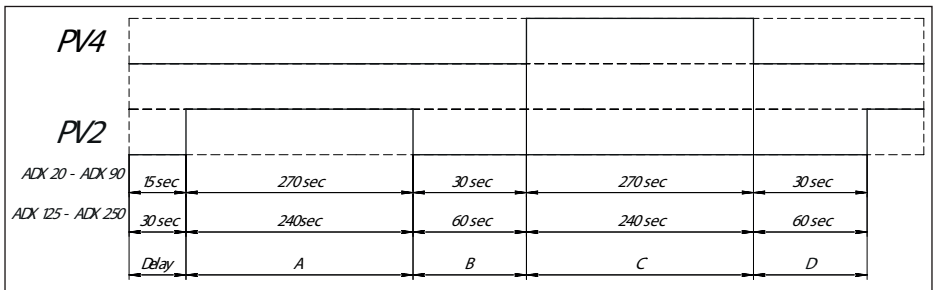 PV4
PV2
ADX 20 - ADX 90 15 sec 270 sec 30 sec 270 sec 30 sec
ADX 125 - ADX 250 30 sec 240sec 60 sec 240 sec 60 sec
Delay A B C D